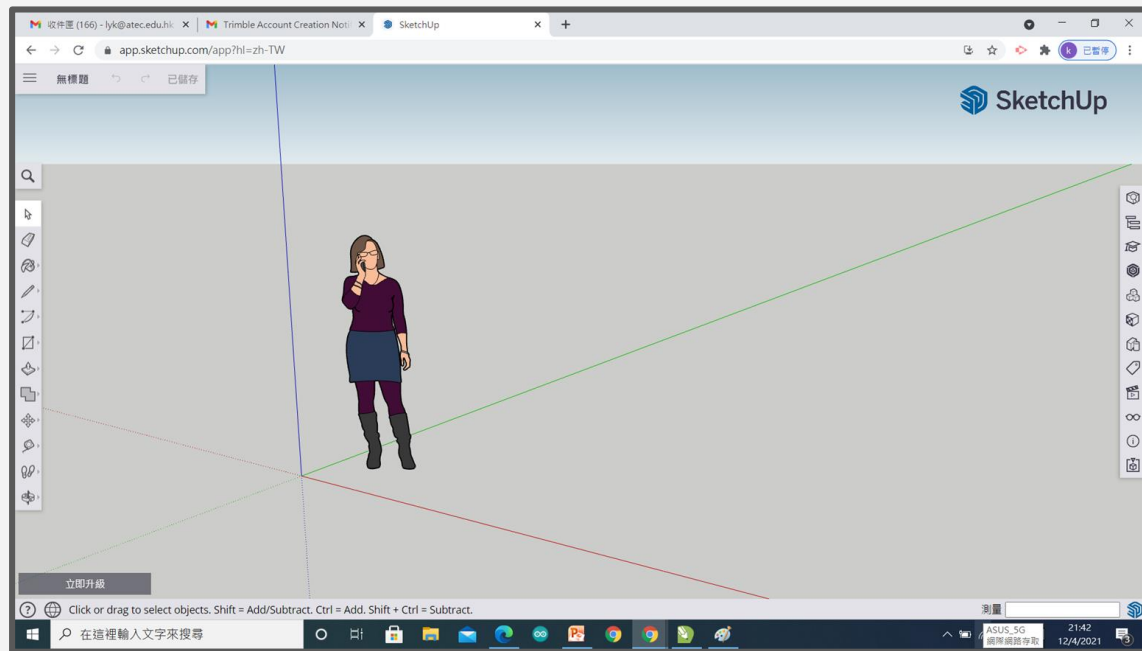 收件匣 (166) - lyk@atec.edu.hk
Trimble Account Creation Noti
SketchUp
app.sketchup.com/app?hl=zh-TW
k 已暫停
無標題 已儲存
SketchUp
立即升級
Click or drag to select objects. Shift = Add/Subtract. Ctrl = Add. Shift + Ctrl = Subtract.
測量
在這裡輸入文字來搜尋
ASUS_5G
網際網路存取
21:42
12/4/2021
3